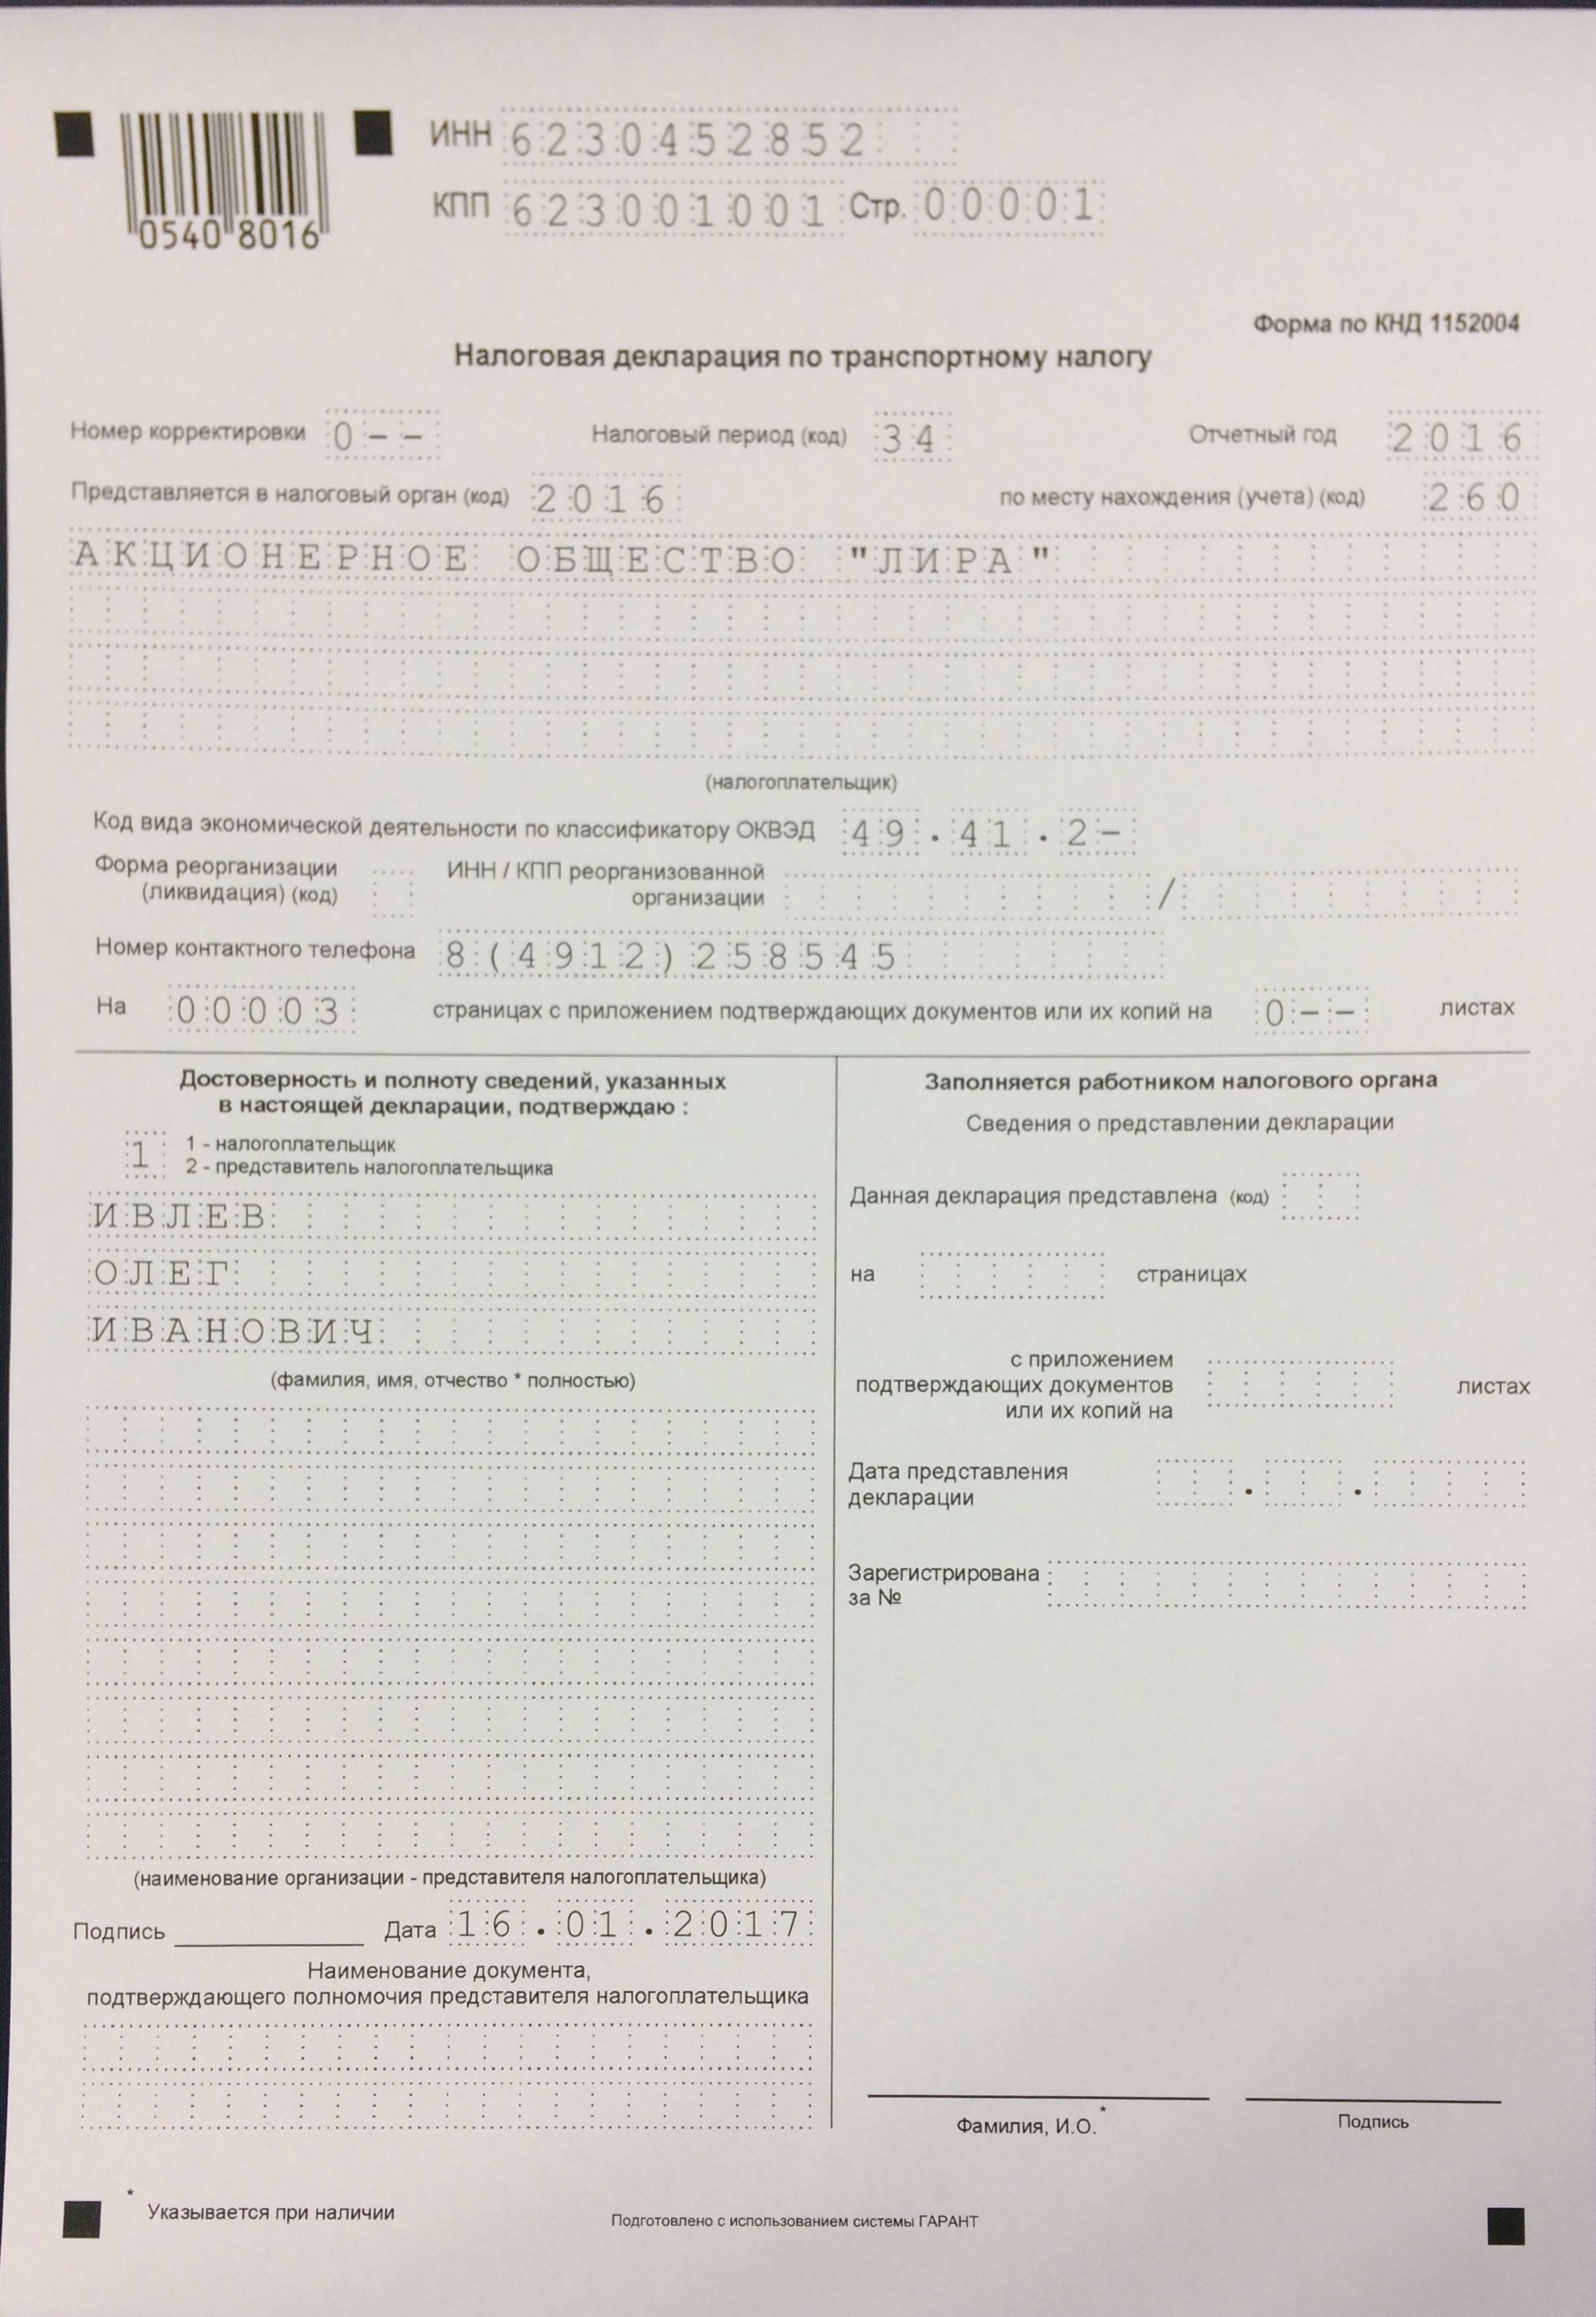 ИНН 6230452852
0540 8016
КПП 623001001 Стр. 00001
Форма по КНД 1152004
Налоговая декларация по транспортному налогу
Номер корректировки 0-- Налоговый период (код) 34 Отчетный год 2016
Представляется в налоговый орган (код) 2016 по месту нахождения (учета) (код) 260
АКЦИОНЕРНОЕ ОБЩЕСТВО "ЛИРА"
(налогоплательщик)
Код вида экономической деятельности по классификатору ОКВЭД 49.41.2-
Форма реорганизации
(ликвидация) (код)
ИНН / КПП реорганизованной
организации /
Номер контактного телефона 8(4912)258545
На 00003 страницах с приложением подтверждающих документов или их копий на 0-- листах
Достоверность и полноту сведений, указанных
в настоящей декларации, подтверждаю :
1 1 - налогоплательщик
2 - представитель налогоплательщика
ИВЛЕВ
ОЛЕГ
ИВАНОВИЧ
(фамилия, имя, отчество * полностью)
(наименование организации - представителя налогоплательщика)
Подпись Дата 16.01.2017
Наименование документа,
подтверждающего полномочия представителя налогоплательщика
Заполняется работником налогового органа
Сведения о представлении декларации
Данная декларация представлена (код)
на страницах
с приложением
подтверждающих документов
или их копий на листах
Дата представления
декларации . .
Зарегистрирована
за №
Фамилия, И.О.* Подпись
* Указывается при наличии
Подготовлено с использованием системы ГАРАНТ